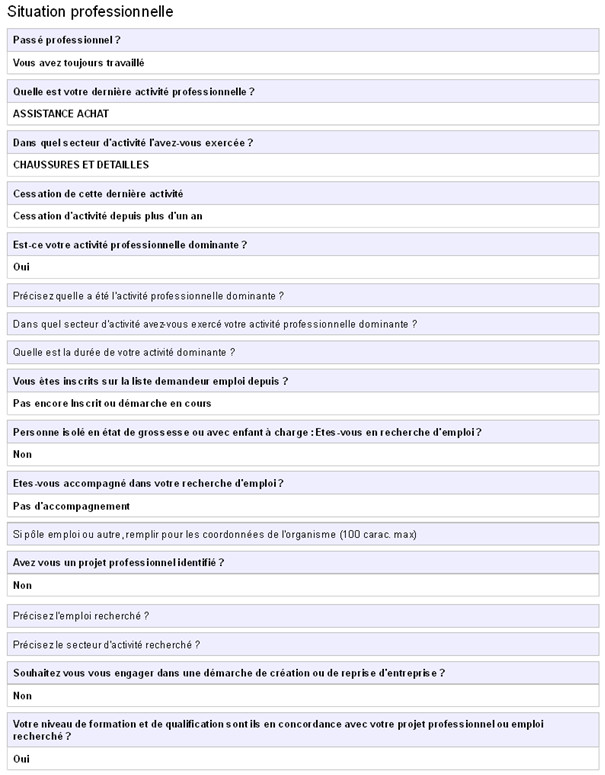 Situation professionelle
Passé professionnel ?
Vous avez toujours travaillé
Quelle est votre dernière activité professionnelle ?
ASSISTANCE ACHAT
Dans quel secteur d'activité l'avez-vous exercée ?
CHAUSSURES ET DETAILLES
Cessation de cette dernière activité
Cessation d'activité depuis plus d'un an
Est-ce votre activité professionnelle dominante ?
Oui
Précisez quelle a été l'activité professionnelle dominante ?
Dans quel secteur d'activité avez-vous exercé votre activité professionnelle dominante ?
Quelle est la durée de votre activité dominante ?
Vous êtes inscrits sur la liste demandeur emploi depuis ?
Pas encore Inscrit ou démarche en cours
Personne isolé en état de grossesse ou avec enfant à charge : Etes-vous en recherche d'emploi ?
Non
Etes-vous accompagné dans votre recherche d'emploi ?
Pas d'accompagnement
Si pôle emploi ou autre, remplir pour les coordonnées de l'organisme (100 carac. max)
Avez vous un projet professionnel identifié ?
Non
Précisez l'emploi recherché ?
Précisez le secteur d'activité recherché ?
Souhaitez vous vous engager dans une démarche de création ou de reprise d'entreprise ?
Non
Votre niveau de formation et de qualification sont ils en concordance avec votre projet professionnel ou emploi
recherché ?
Oui